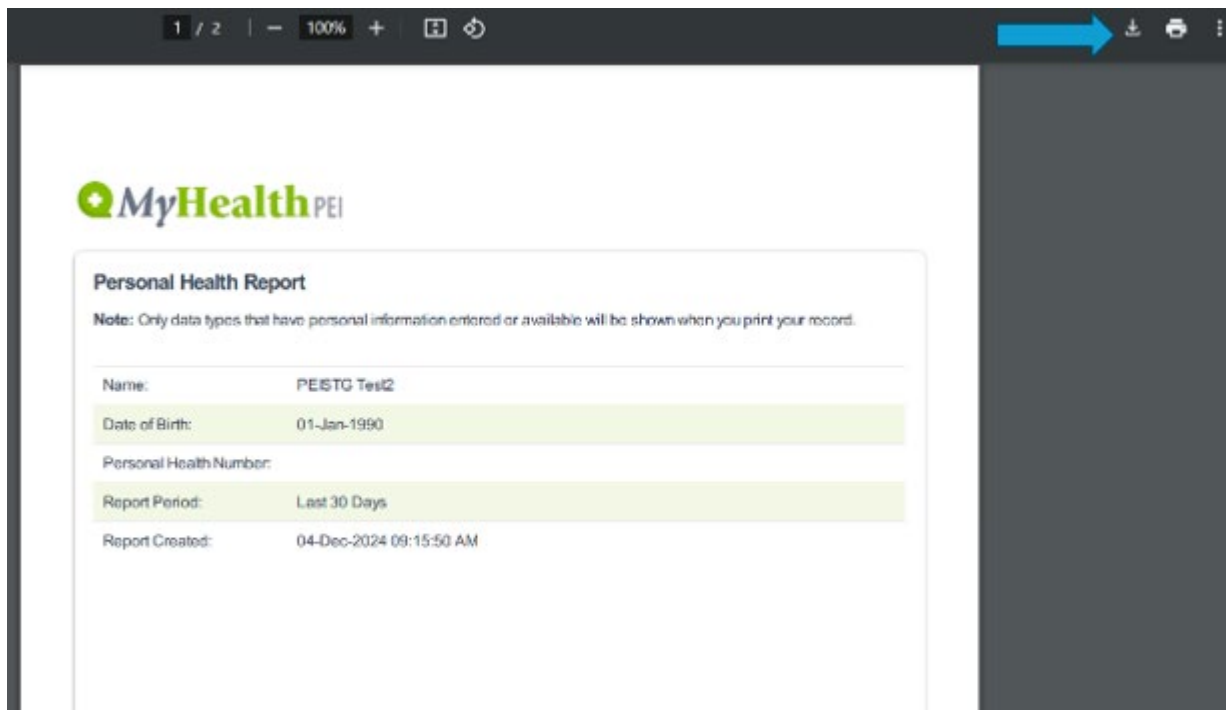 1 / 2 | − 100% +
MyHealth PEI
Personal Health Report
Note: Only data types that have personal information entered or available will be shown when you print your record.
Name: PEISTG Test2
Date of Birth: 01-Jan-1990
Personal Health Number:
Report Period: Last 30 Days
Report Created: 04-Dec-2024 09:15:50 AM